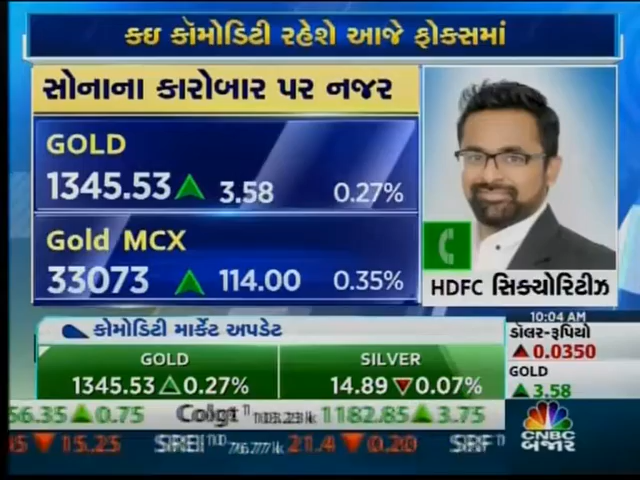 કઇ કૉમોડિટી રહેશે આજે ફોકસમાં
સોનાના કારોબાર પર નજર
GOLD
1345.53 3.58 0.27%
Gold MCX
33073 114.00 0.35%
HDFC સિક્યોરિટીઝ
કોમોડિટી માર્કેટ અપડેટ
GOLD
1345.53 0.27%
SILVER
14.89 0.07%
10:04 AM
ડૉલર-રૂપિયો
0.0350
GOLD
3.58
56.35 0.75 Colgt 1182.85 3.75
15.25 SREI 21.4 0.20 SRF
CNBC
બજાર